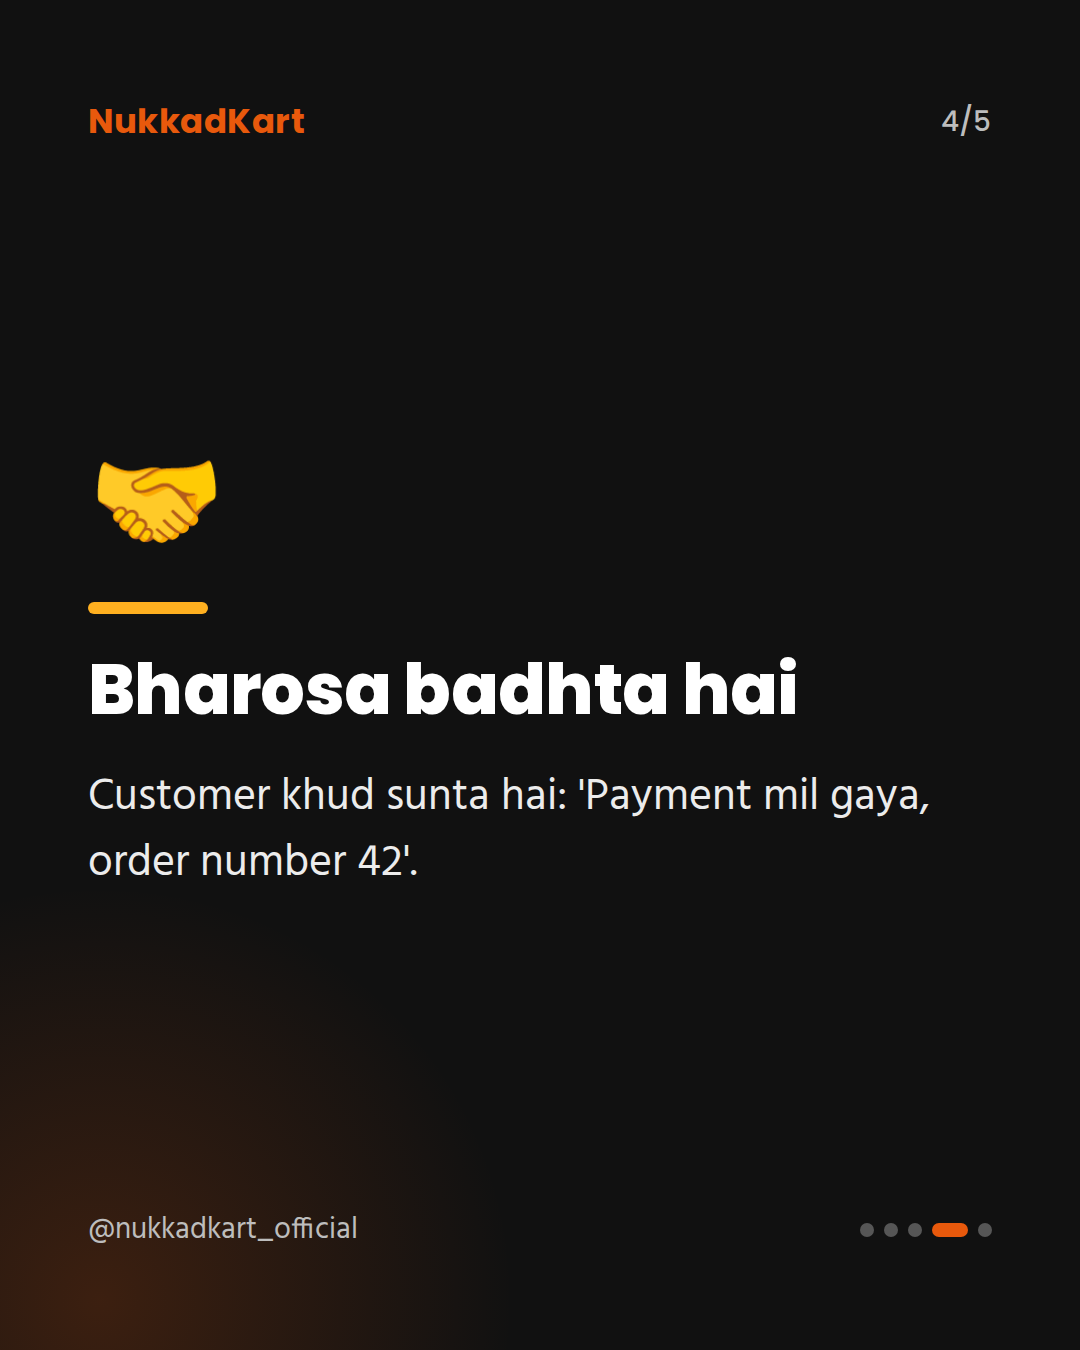 NukkadKart
4/5
Bharosa badhta hai
Customer khud sunta hai: 'Payment mil gaya,
order number 42'.
@nukkadkart_official